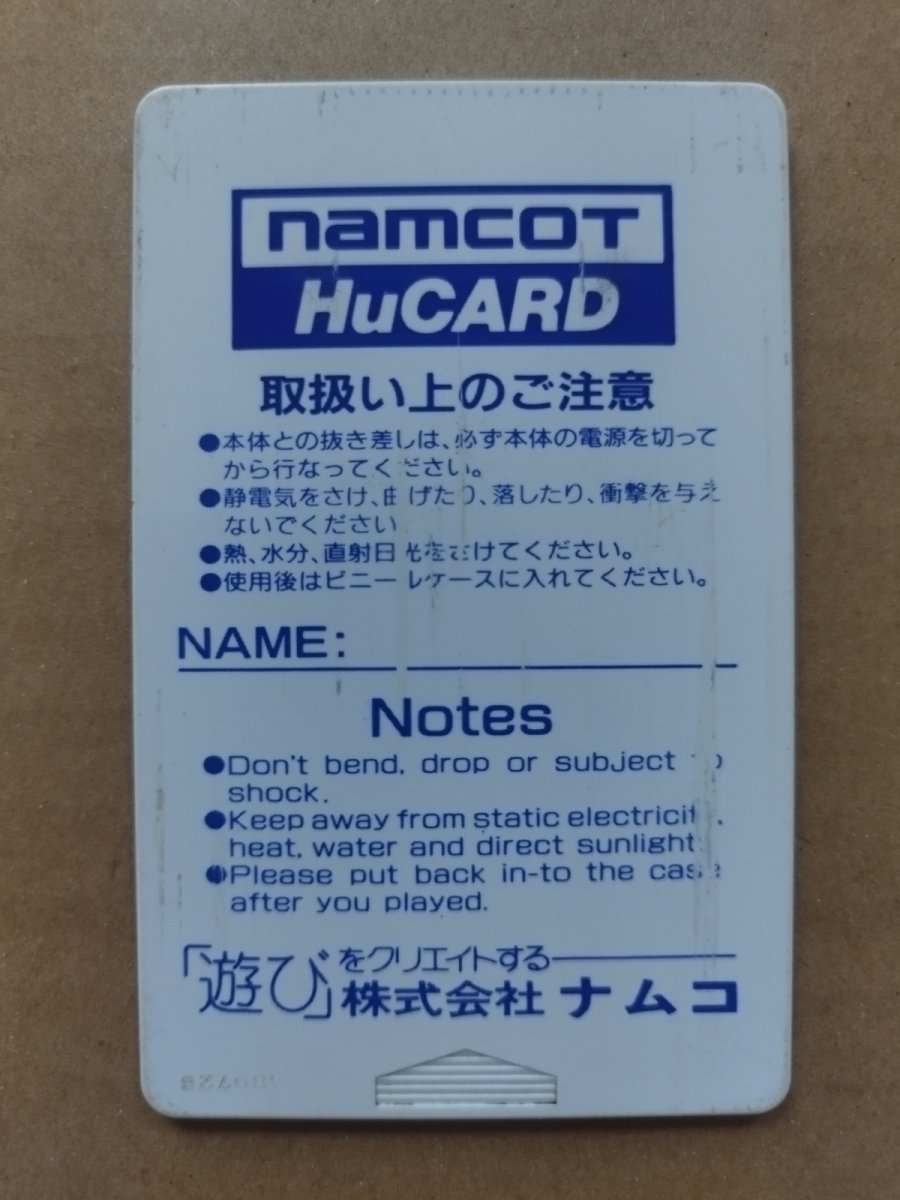 namcot
HuCARD
取扱い上のご注意
●本体との抜き差しは、必ず本体の電源を切って
から行なってください。
●静電気をさけ、曲げたり、落したり、衝撃を与え
ないでください
●熱、水分、直射日光をさけてください。
●使用後はビニールケースに入れてください。
NAME:
Notes
●Don't bend, drop or subject to
shock.
●Keep away from static electricity,
heat, water and direct sunlight.
●Please put back in-to the case
after you played.
「遊び」をクリエイトする
株式会社 ナムコ